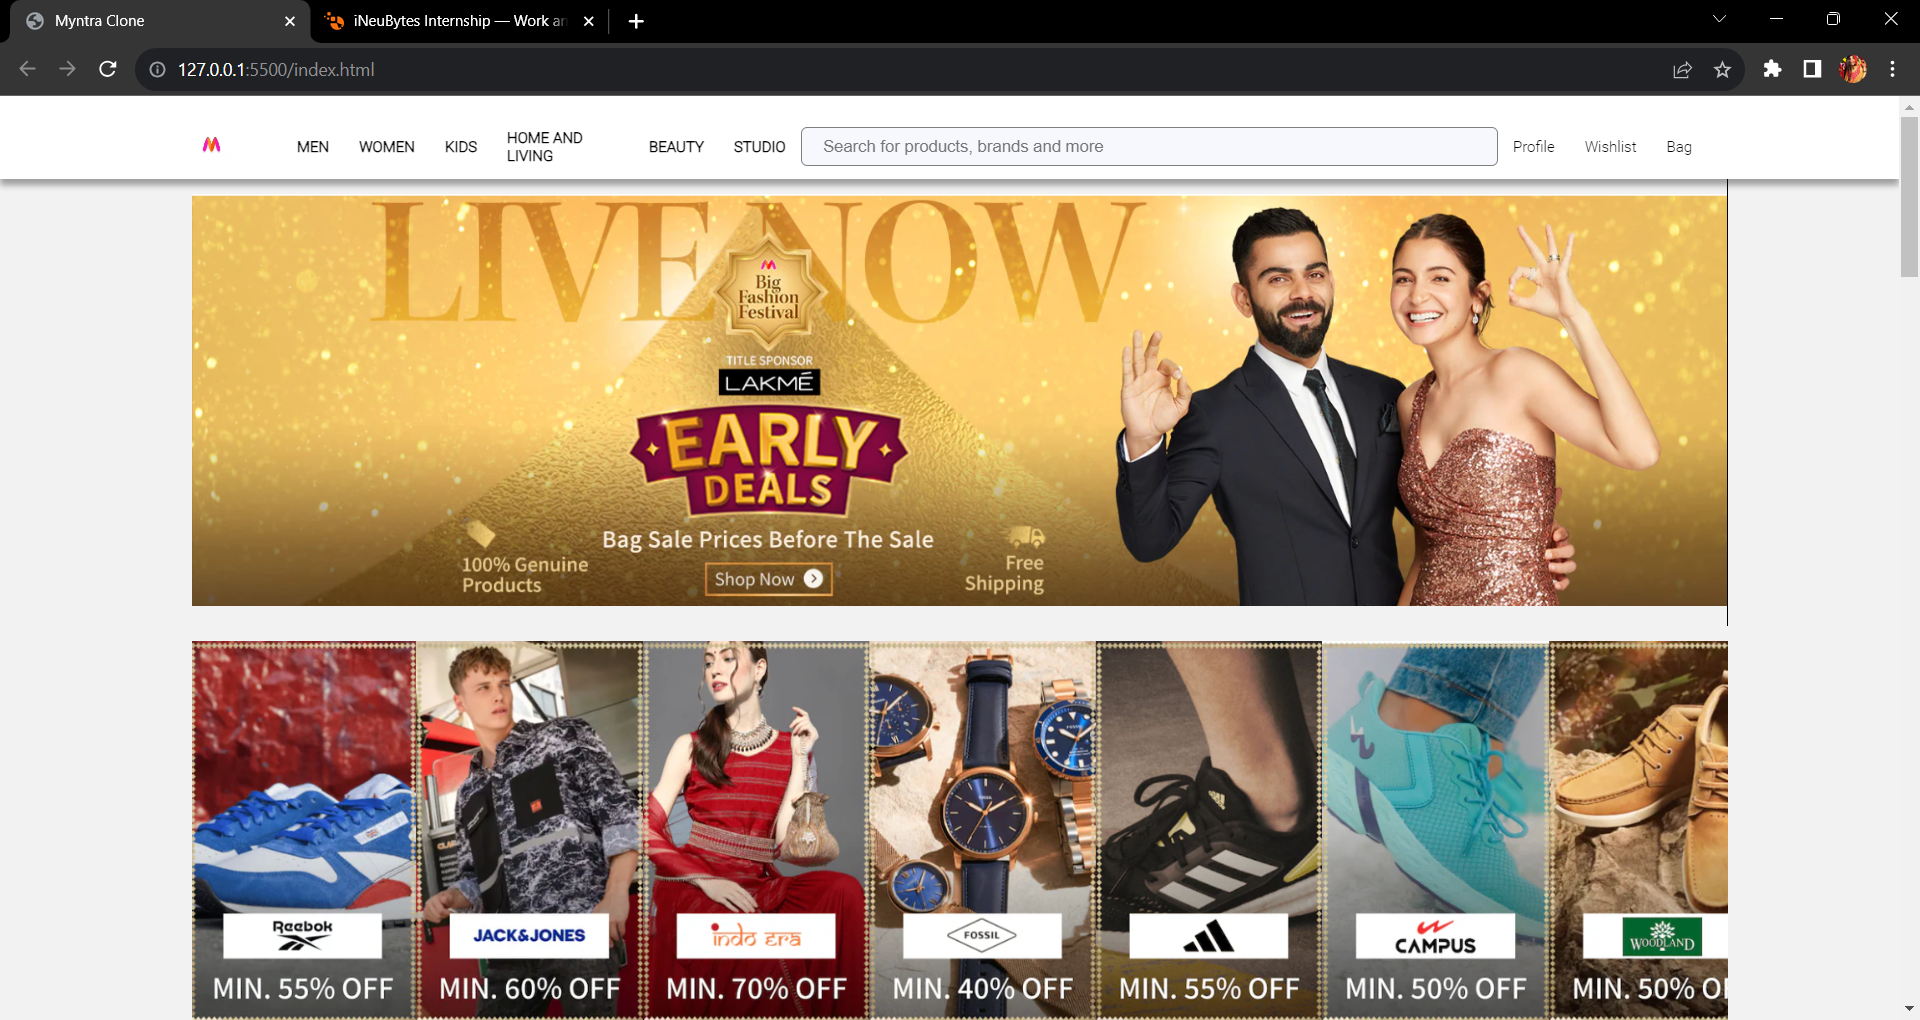 Myntra Clone
iNeuBytes Internship — Work an
127.0.0.1:5500/index.html
MEN
WOMEN
KIDS
HOME AND
LIVING
BEAUTY
STUDIO
Search for products, brands and more
Profile
Wishlist
Bag
LIVE NOW
Big
Fashion
Festival
TITLE SPONSOR
LAKMÉ
EARLY
DEALS
Bag Sale Prices Before The Sale
100% Genuine
Products
Shop Now
Free
Shipping
Reebok
JACK&JONES
indo era
FOSSIL
CAMPUS
WOODLAND
MIN. 55% OFF
MIN. 60% OFF
MIN. 70% OFF
MIN. 40% OFF
MIN. 55% OFF
MIN. 50% OFF
MIN. 50% O